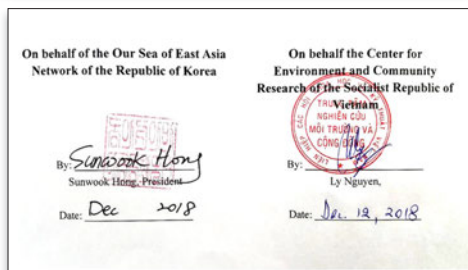 On behalf of the Our Sea of East Asia
Network of the Republic of Korea
By: Sunwook Hong
Sunwook Hong, President
Date: Dec 2018
On behalf the Center for
Environment and Community
Research of the Socialist Republic of
Vietnam
TRUNG TÂM
NGHIÊN CỨU
MÔI TRƯỜNG VÀ
CỘNG ĐỒNG
By:
Ly Nguyen,
Date: Dec. 12, 2018